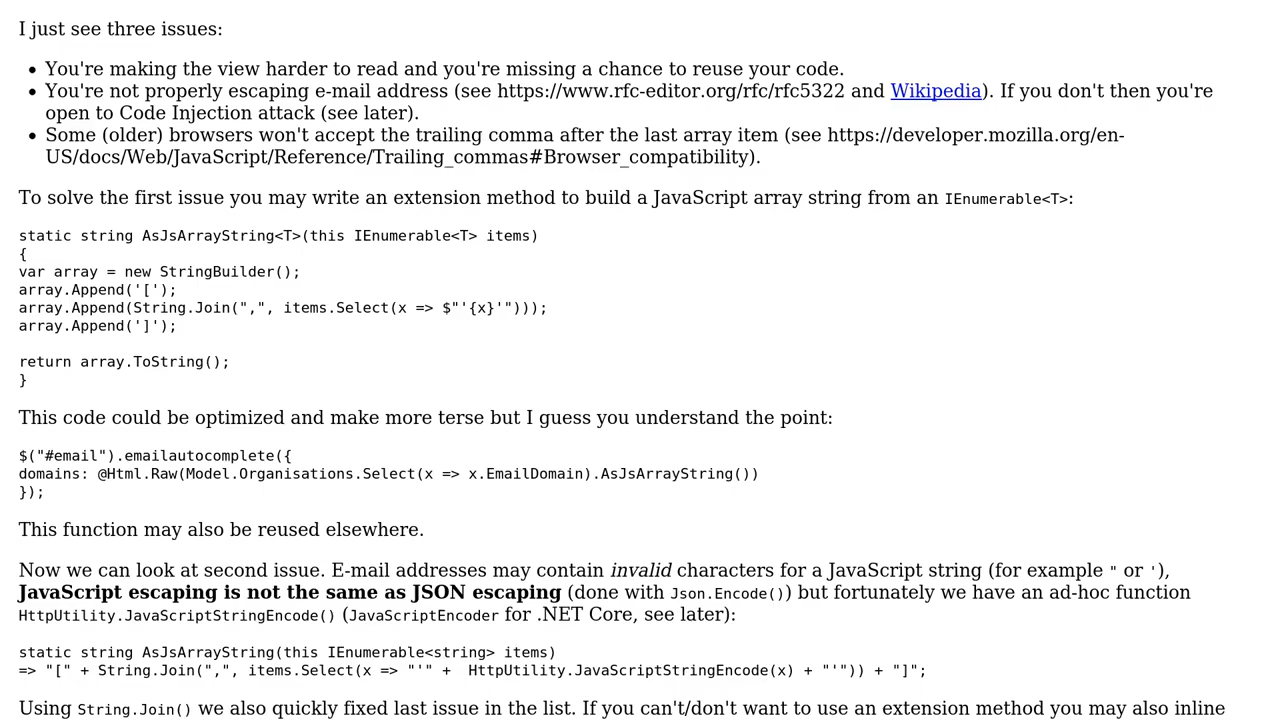 I just see three issues:
• You're making the view harder to read and you're missing a chance to reuse your code.
• You're not properly escaping e-mail address (see https://www.rfc-editor.org/rfc/rfc5322 and Wikipedia). If you don't then you're
open to Code Injection attack (see later).
• Some (older) browsers won't accept the trailing comma after the last array item (see https://developer.mozilla.org/en-
US/docs/Web/JavaScript/Reference/Trailing_commas#Browser_compatibility).
To solve the first issue you may write an extension method to build a JavaScript array string from an IEnumerable<T>:
static string AsJsArrayString<T>(this IEnumerable<T> items)
{
var array = new StringBuilder();
array.Append('[');
array.Append(String.Join(",", items.Select(x => $"'{x}'")));
array.Append(']');
return array.ToString();
}
This code could be optimized and make more terse but I guess you understand the point:
$("#email").emailautocomplete({
domains: @Html.Raw(Model.Organisations.Select(x => x.EmailDomain).AsJsArrayString())
});
This function may also be reused elsewhere.
Now we can look at second issue. E-mail addresses may contain invalid characters for a JavaScript string (for example " or '),
JavaScript escaping is not the same as JSON escaping (done with Json.Encode()) but fortunately we have an ad-hoc function
HttpUtility.JavaScriptStringEncode() (JavaScriptEncoder for .NET Core, see later):
static string AsJsArrayString(this IEnumerable<string> items)
=> "[" + String.Join(",", items.Select(x => "'" +  HttpUtility.JavaScriptStringEncode(x) + "'")) + "]";
Using String.Join() we also quickly fixed last issue in the list. If you can't/don't want to use an extension method you may also inline